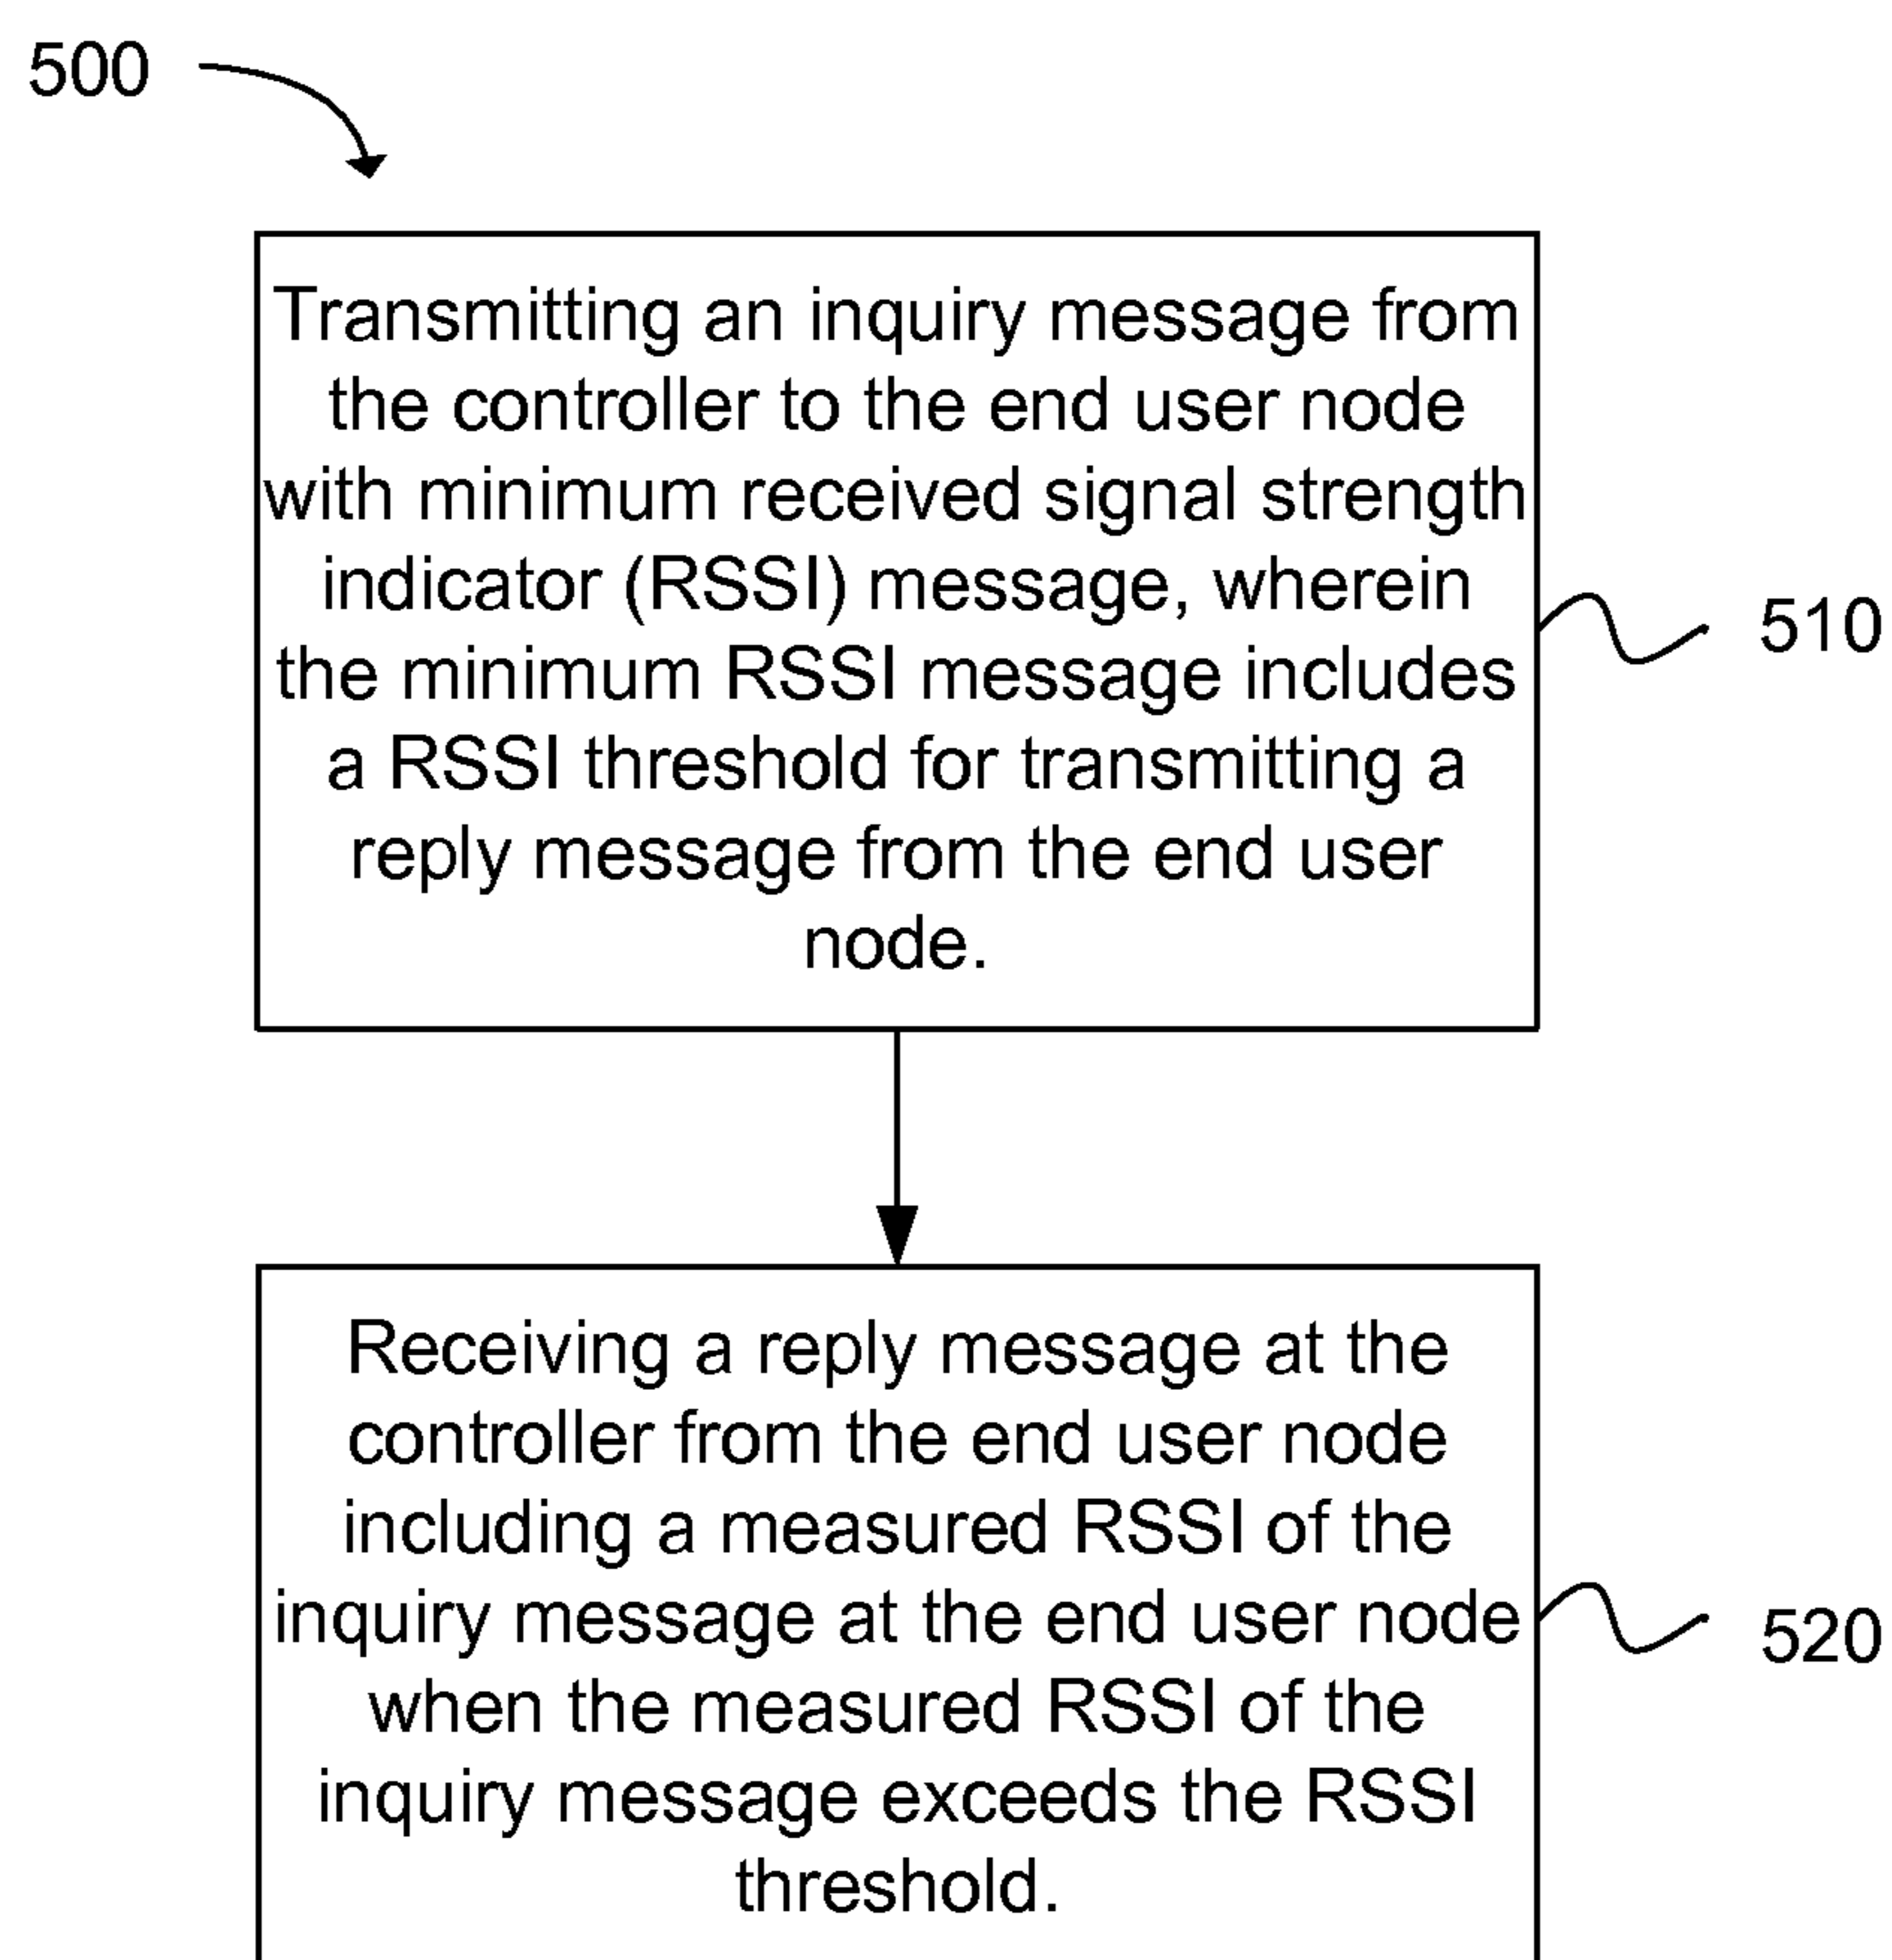 500
Transmitting an inquiry message from
the controller to the end user node
with minimum received signal strength
indicator (RSSI) message, wherein
the minimum RSSI message includes
a RSSI threshold for transmitting a
reply message from the end user
node.
510
Receiving a reply message at the
controller from the end user node
including a measured RSSI of the
inquiry message at the end user node
when the measured RSSI of the
inquiry message exceeds the RSSI
threshold.
520